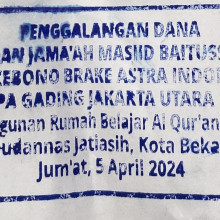 PENGGALANGAN DANA
AN JAMA'AH MASJID BAITUSS
KEBONO BRAKE ASTRA INDO
PA GADING JAKARTA UTARA
gunan Rumah Belajar Al Qur'an
udannas Jatiasih, Kota Beka
Jum'at, 5 April 2024